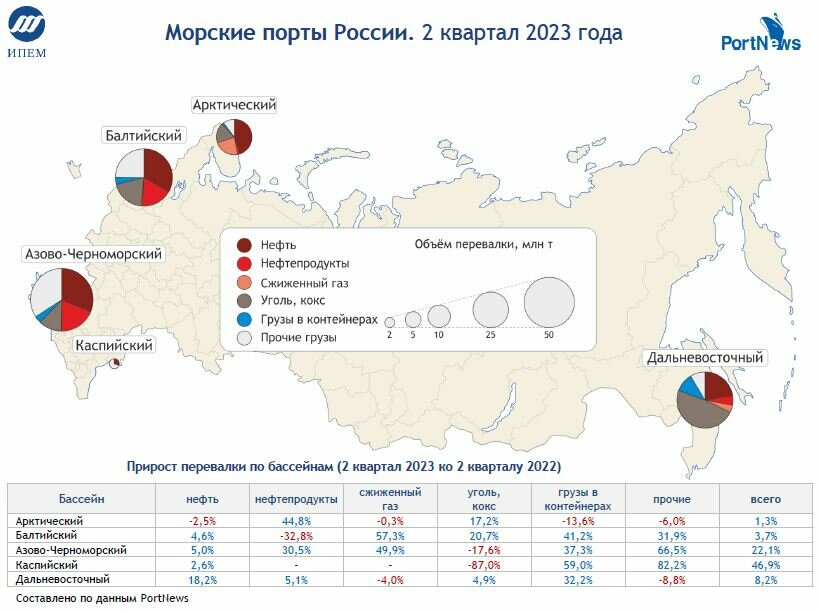 ИПЕМ
Морские порты России. 2 квартал 2023 года
PortNews
Арктический
Балтийский
Азово-Черноморский
Каспийский
Дальневосточный
Нефть
Нефтепродукты
Сжиженный газ
Уголь, кокс
Грузы в контейнерах
Прочие грузы
Объём перевалки, млн т
2 5 10 25 50
Прирост перевалки по бассейнам (2 квартал 2023 ко 2 кварталу 2022)
Бассейн нефть нефтепродукты сжиженный газ уголь, кокс грузы в контейнерах прочие всего
Арктический -2,5% 44,8% -0,3% 17,2% -13,6% -6,0% 1,3%
Балтийский 4,6% -32,8% 57,3% 20,7% 41,2% 31,9% 3,7%
Азово-Черноморский 5,0% 30,5% 49,9% -17,6% 37,3% 66,5% 22,1%
Каспийский 2,6% - - -87,0% 59,0% 82,2% 46,9%
Дальневосточный 18,2% 5,1% -4,0% 4,9% 32,2% -8,8% 8,2%
Составлено по данным PortNews